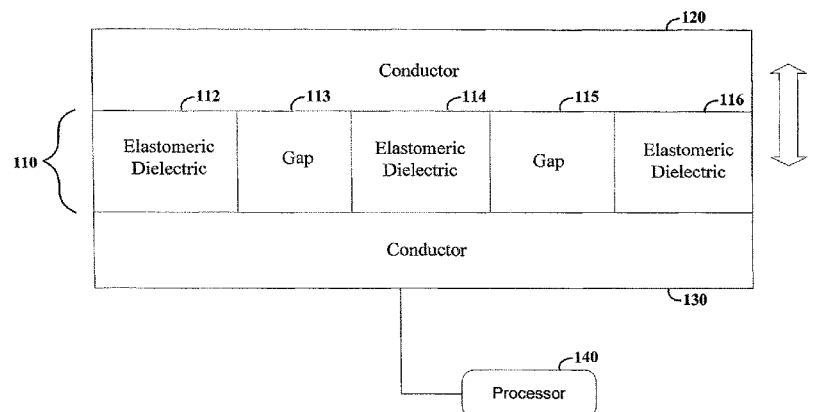 120
Conductor
112
113
114
115
116
110
Elastomeric
Dielectric
Gap
Elastomeric
Dielectric
Gap
Elastomeric
Dielectric
Conductor
130
140
Processor